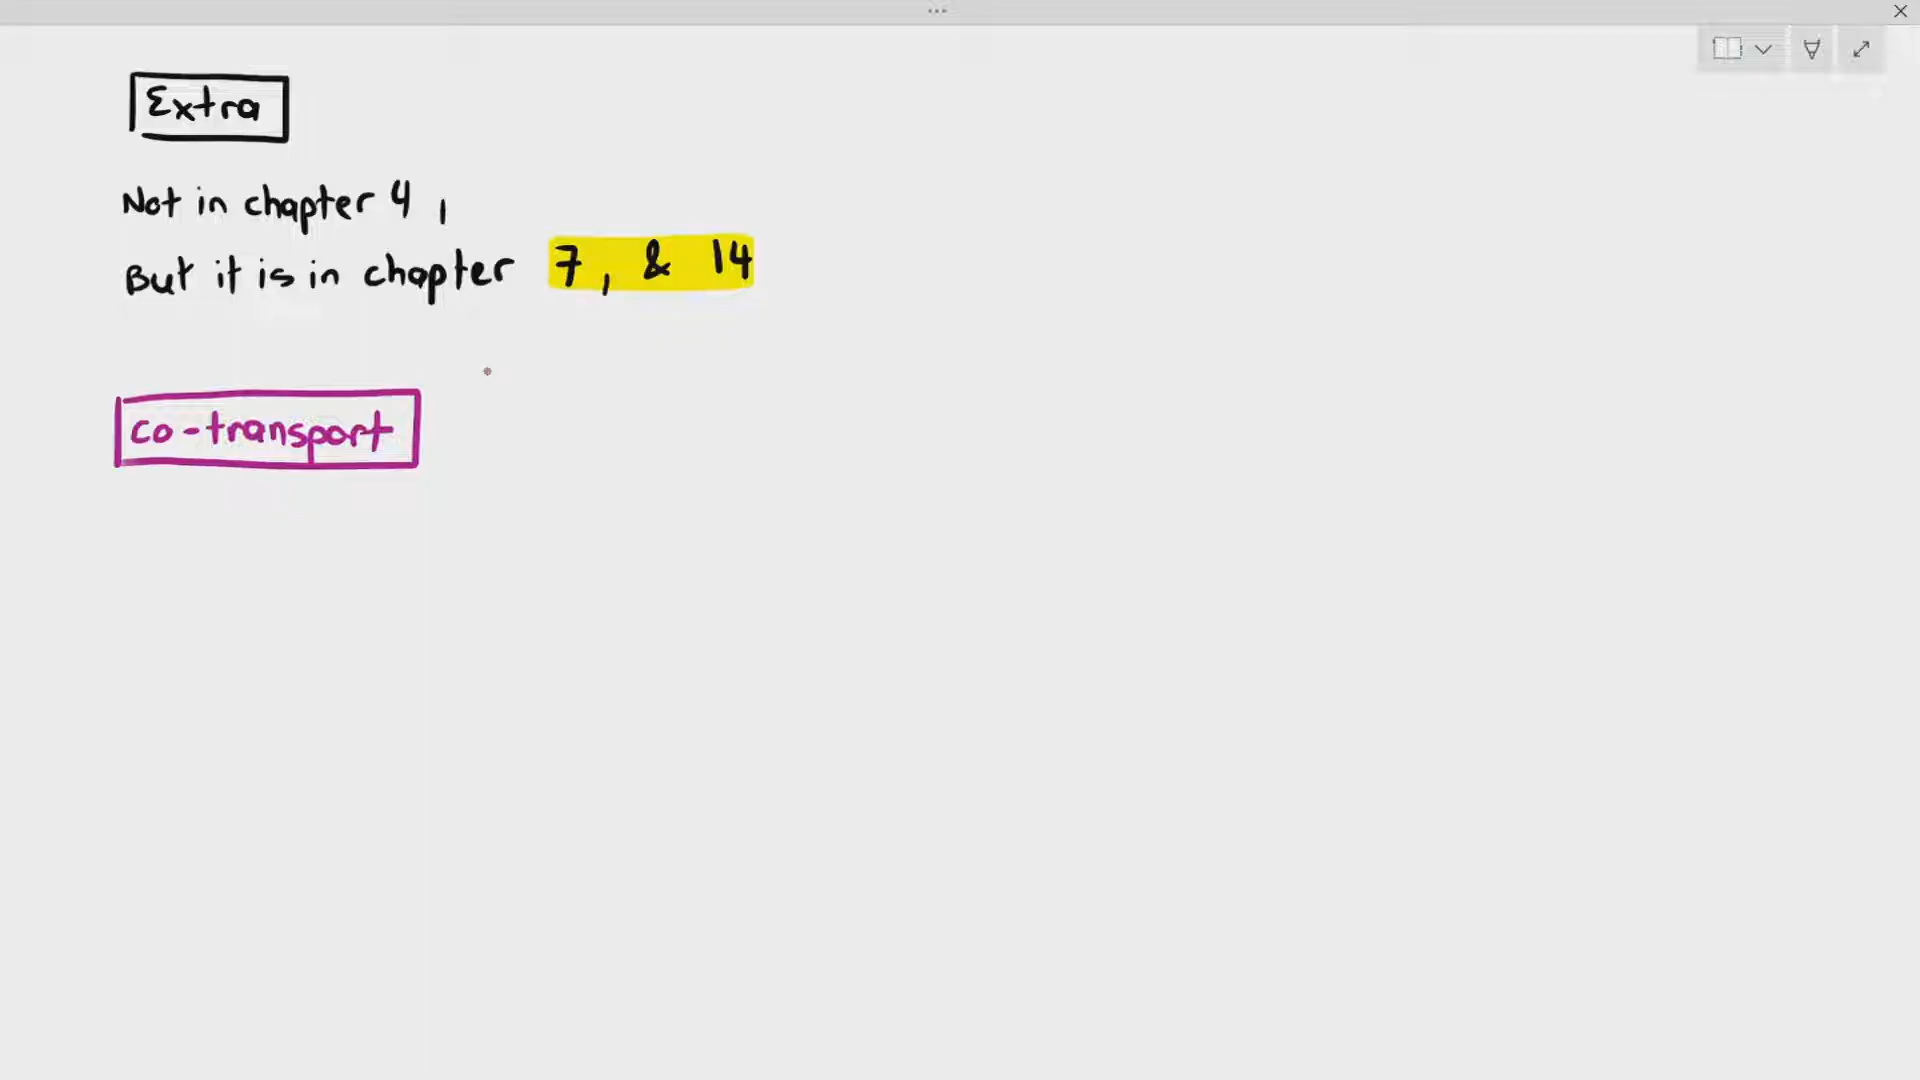 Extra
Not in chapter 4,
But it is in chapter 7, & 14
co-transport